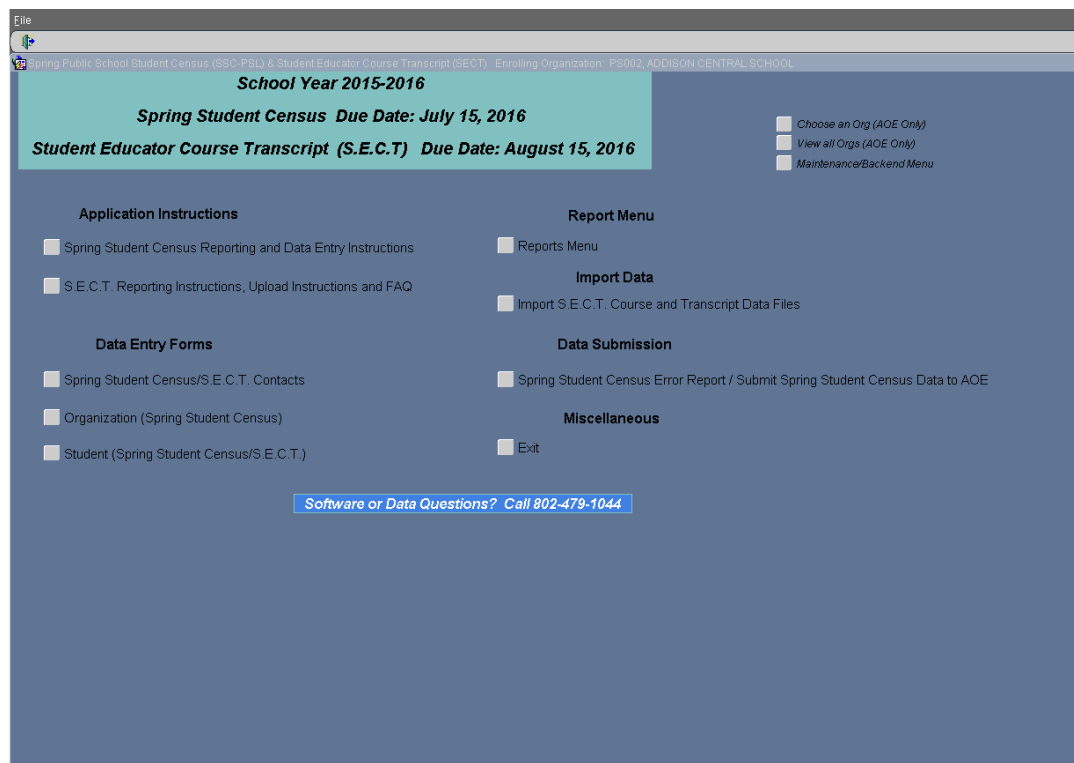 File
Spring Public School Student Census (SSC-PSL) & Student Educator Course Transcript (SECT) Enrolling Organization: PS002, ADDISON CENTRAL SCHOOL
School Year 2015-2016
Spring Student Census Due Date: July 15, 2016
Student Educator Course Transcript (S.E.C.T) Due Date: August 15, 2016
Choose an Org (AOE Only)
View all Orgs (AOE Only)
Maintenance/Backend Menu
Application Instructions
Spring Student Census Reporting and Data Entry Instructions
S.E.C.T. Reporting Instructions, Upload Instructions and FAQ
Report Menu
Reports Menu
Import Data
Import S.E.C.T. Course and Transcript Data Files
Data Entry Forms
Spring Student Census/S.E.C.T. Contacts
Organization (Spring Student Census)
Student (Spring Student Census/S.E.C.T.)
Data Submission
Spring Student Census Error Report / Submit Spring Student Census Data to AOE
Miscellaneous
Exit
Software or Data Questions? Call 802-479-1044